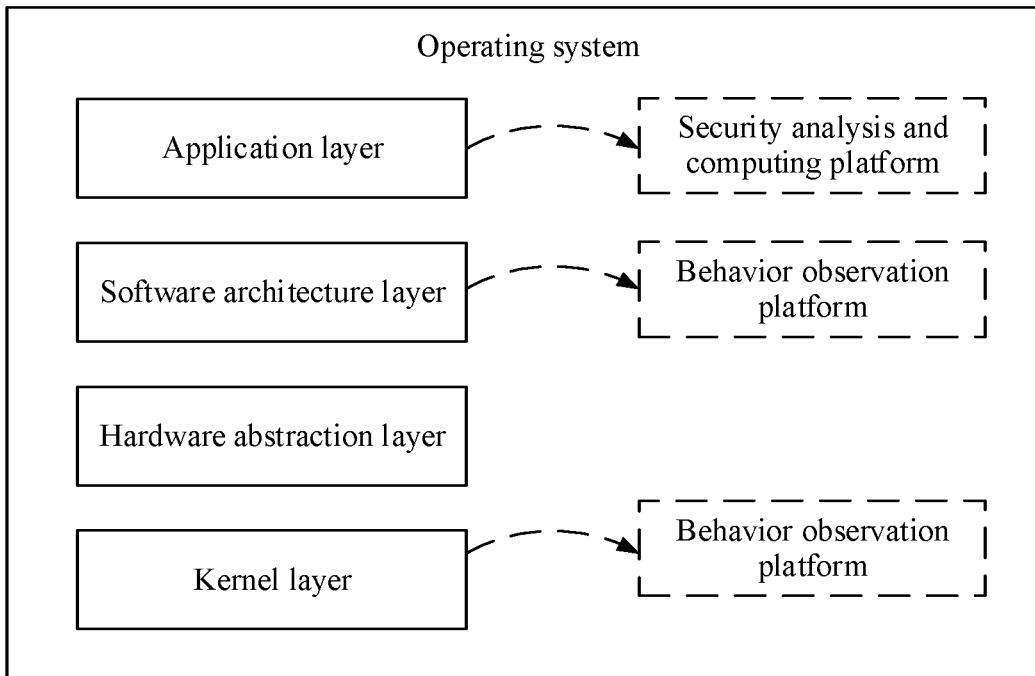 Operating system
Application layer
Security analysis and
computing platform
Software architecture layer
Behavior observation
platform
Hardware abstraction layer
Kernel layer
Behavior observation
platform